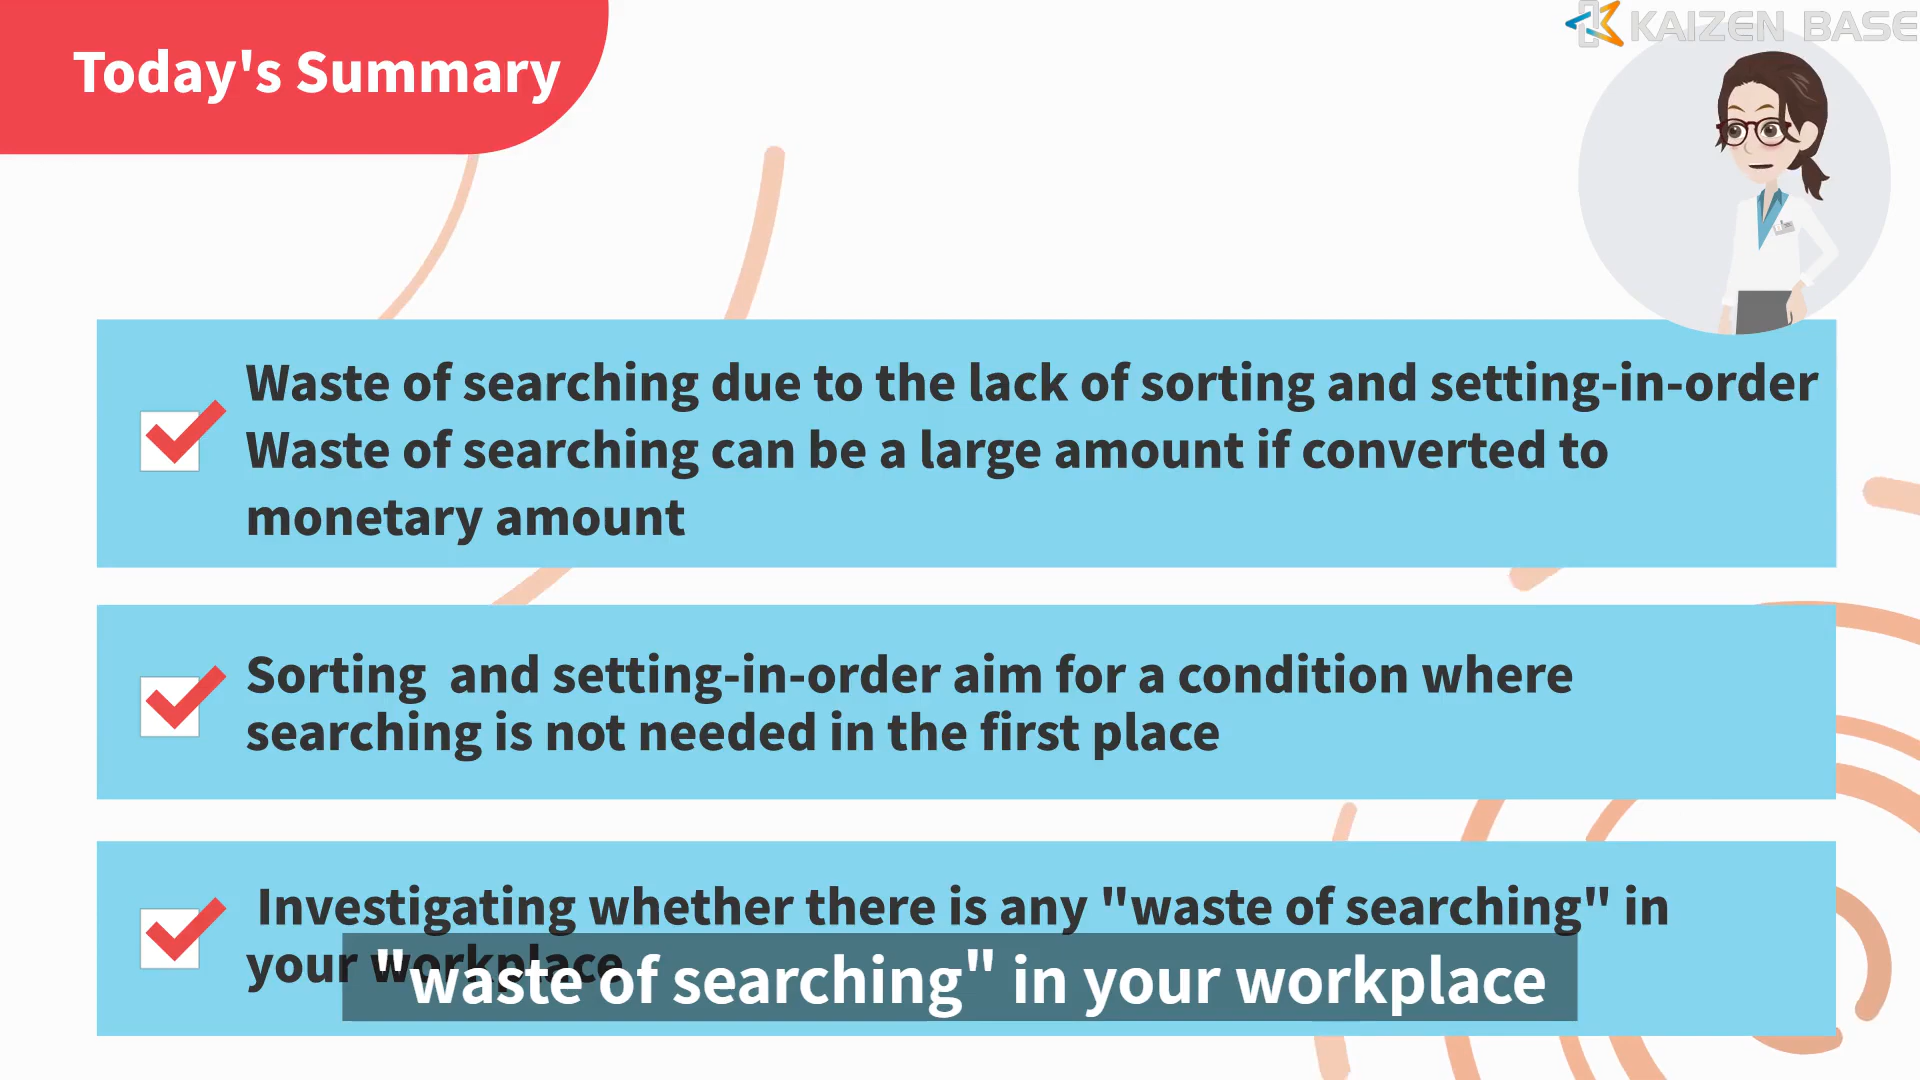 KAIZEN BASE
Today's Summary
Waste of searching due to the lack of sorting and setting-in-order
Waste of searching can be a large amount if converted to
monetary amount
Sorting and setting-in-order aim for a condition where
searching is not needed in the first place
Investigating whether there is any "waste of searching" in
your workplace
"waste of searching" in your workplace